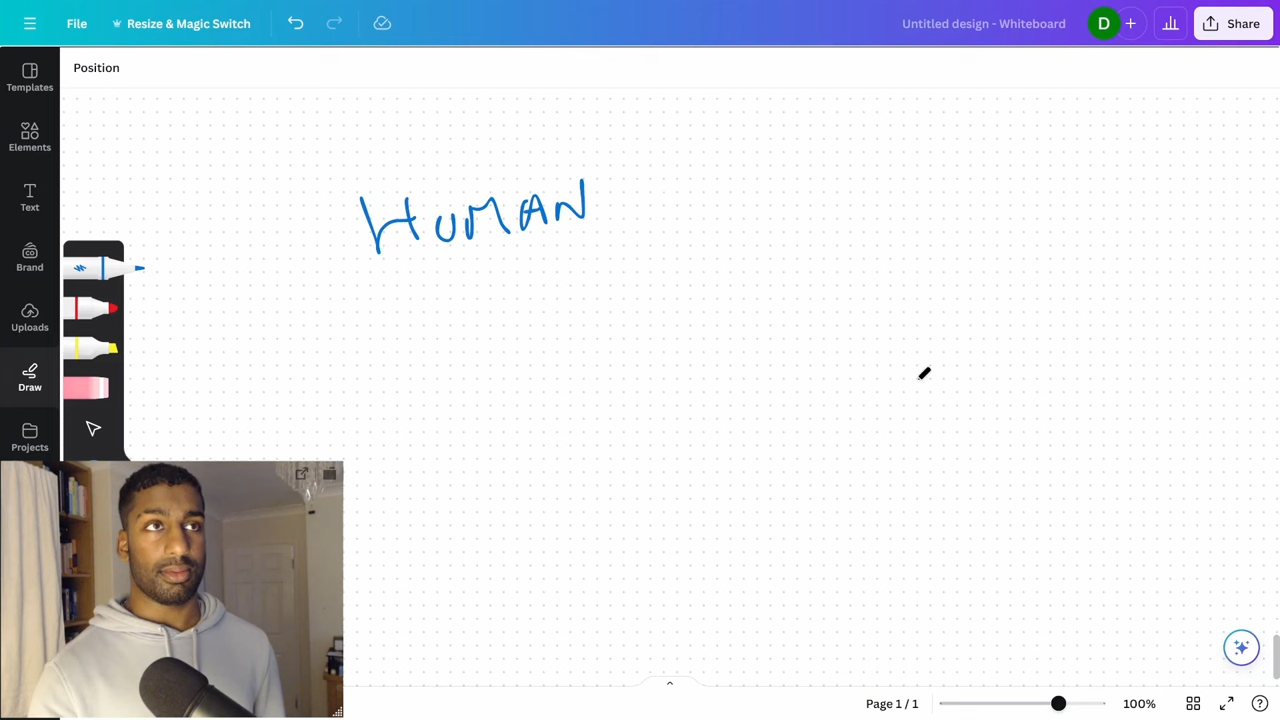 File
Resize & Magic Switch
Untitled design - Whiteboard
D
Share
Position
Templates
Elements
Text
Brand
Uploads
Draw
Projects
HUMAN
Page 1 / 1
100%